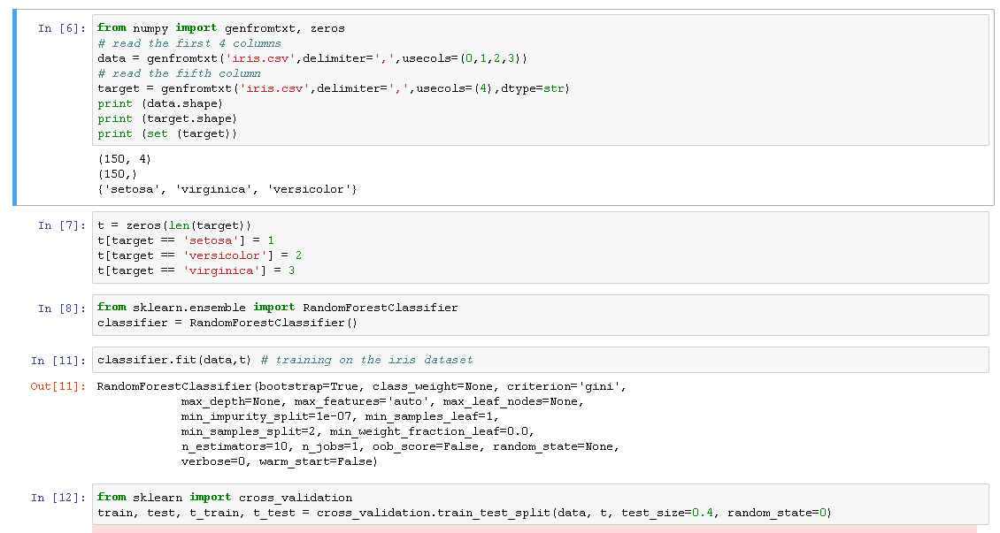 In [6]: from numpy import genfromtxt, zeros
# read the first 4 columns
data = genfromtxt('iris.csv',delimiter=',',usecols=(0,1,2,3))
# read the fifth column
target = genfromtxt('iris.csv',delimiter=',',usecols=(4),dtype=str)
print (data.shape)
print (target.shape)
print (set (target))
(150, 4)
(150,)
{'setosa', 'virginica', 'versicolor'}
In [7]: t = zeros(len(target))
t[target == 'setosa'] = 1
t[target == 'versicolor'] = 2
t[target == 'virginica'] = 3
In [8]: from sklearn.ensemble import RandomForestClassifier
classifier = RandomForestClassifier()
In [11]: classifier.fit(data,t) # training on the iris dataset
Out[11]: RandomForestClassifier(bootstrap=True, class_weight=None, criterion='gini',
max_depth=None, max_features='auto', max_leaf_nodes=None,
min_impurity_split=1e-07, min_samples_leaf=1,
min_samples_split=2, min_weight_fraction_leaf=0.0,
n_estimators=10, n_jobs=1, oob_score=False, random_state=None,
verbose=0, warm_start=False)
In [12]: from sklearn import cross_validation
train, test, t_train, t_test = cross_validation.train_test_split(data, t, test_size=0.4, random_state=0)